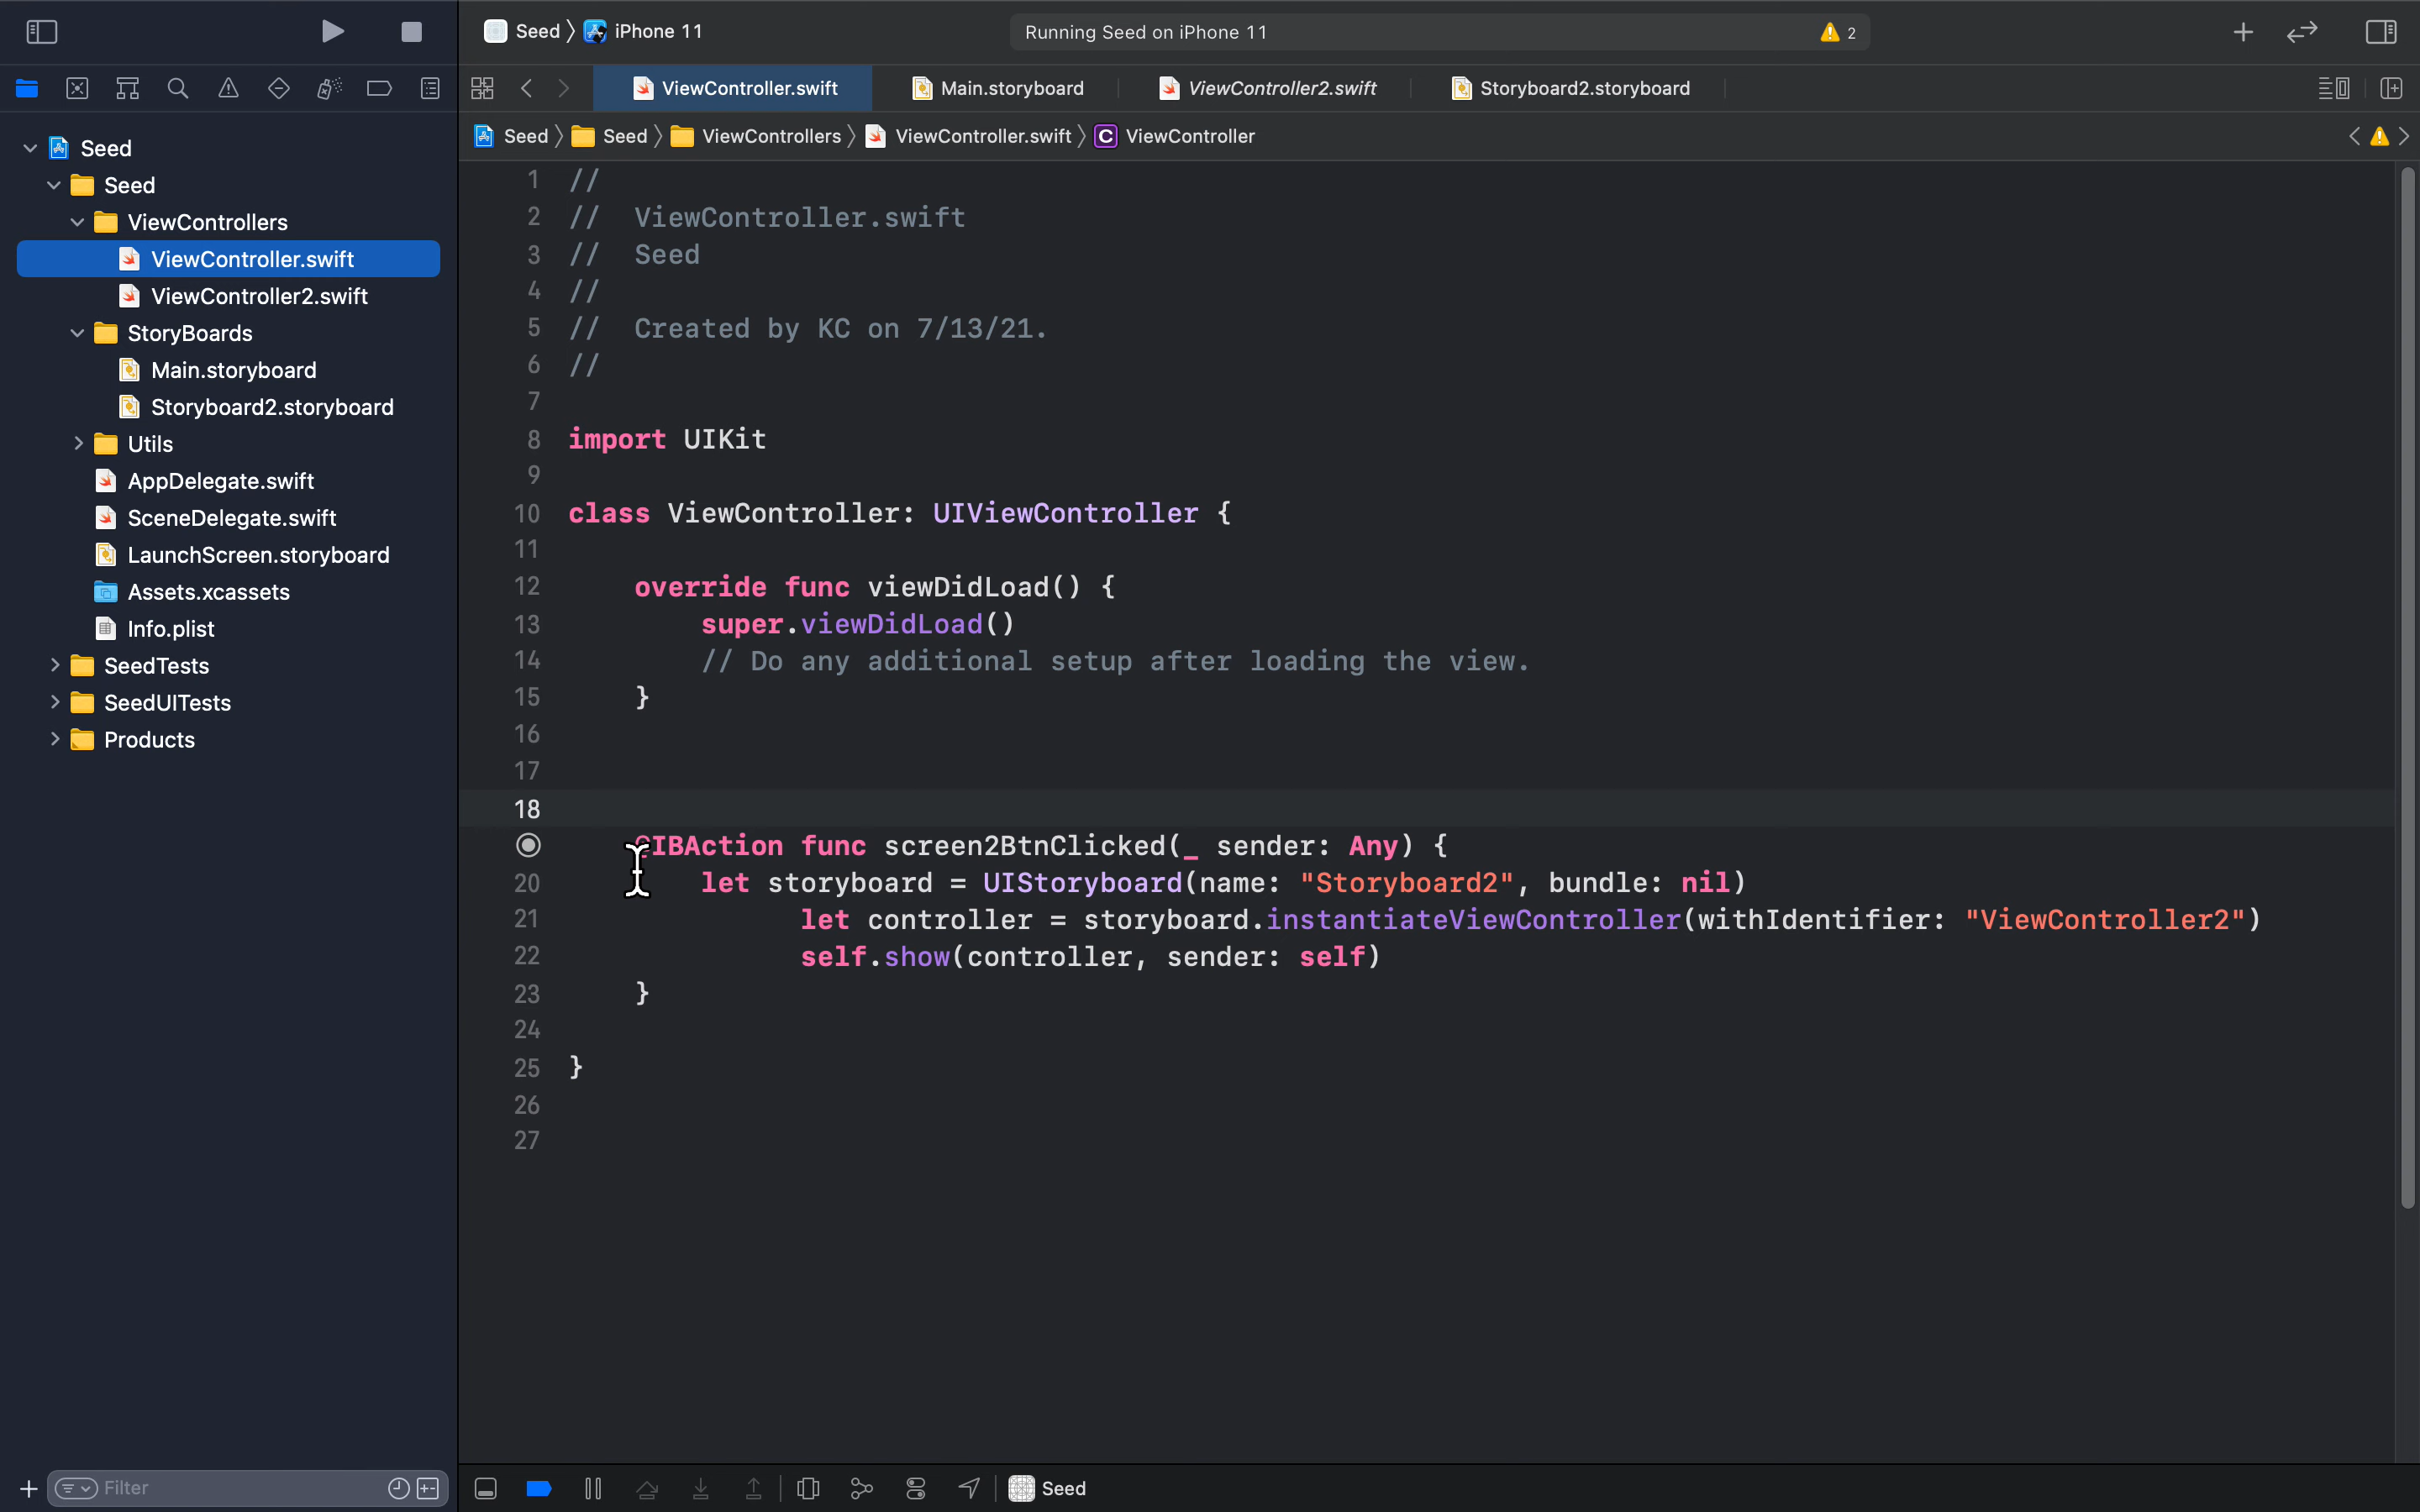 Seed
iPhone 11
Running Seed on iPhone 11
2
ViewController.swift
Main.storyboard
ViewController2.swift
Storyboard2.storyboard
Seed
Seed
ViewControllers
ViewController.swift
C
ViewController
Seed
Seed
ViewControllers
ViewController.swift
ViewController2.swift
StoryBoards
Main.storyboard
Storyboard2.storyboard
Utils
AppDelegate.swift
SceneDelegate.swift
LaunchScreen.storyboard
Assets.xcassets
Info.plist
SeedTests
SeedUITests
Products
1 //
2 //  ViewController.swift
3 //  Seed
4 //
5 //  Created by KC on 7/13/21.
6 //
7
8 import UIKit
9
10 class ViewController: UIViewController {
11
12     override func viewDidLoad() {
13         super.viewDidLoad()
14         // Do any additional setup after loading the view.
15     }
16
17
18
@IBAction func screen2BtnClicked(_ sender: Any) {
20         let storyboard = UIStoryboard(name: "Storyboard2", bundle: nil)
21               let controller = storyboard.instantiateViewController(withIdentifier: "ViewController2")
22               self.show(controller, sender: self)
23     }
24
25 }
26
27
Filter
Seed